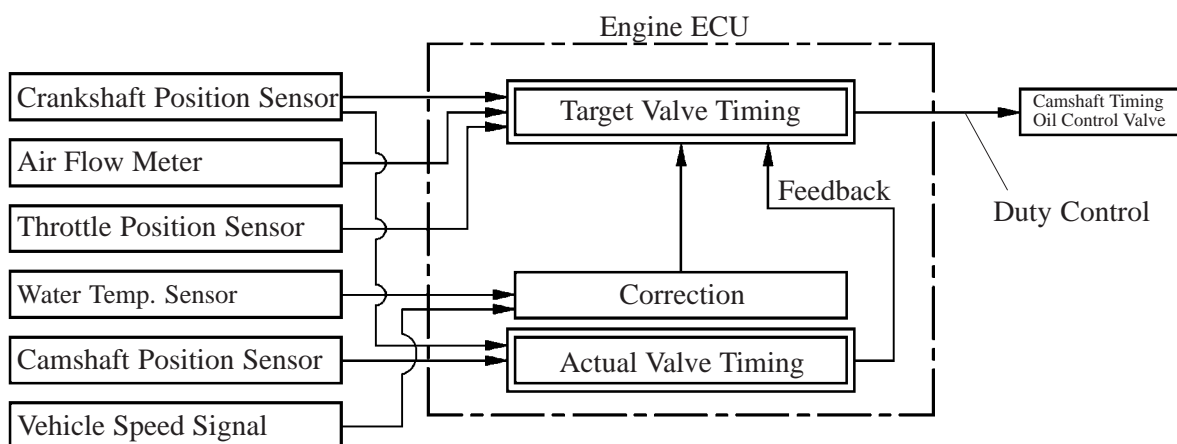 Engine ECU
Crankshaft Position Sensor
Air Flow Meter
Throttle Position Sensor
Water Temp. Sensor
Camshaft Position Sensor
Vehicle Speed Signal
Target Valve Timing
Feedback
Correction
Actual Valve Timing
Camshaft Timing
Oil Control Valve
Duty Control